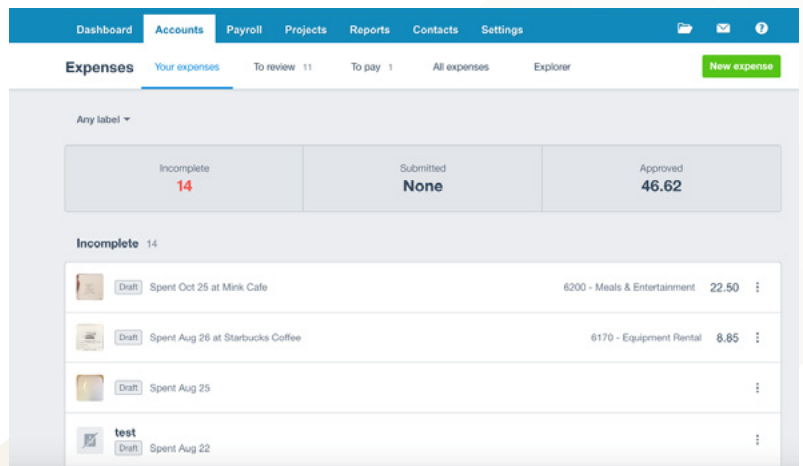 Dashboard Accounts Payroll Projects Reports Contacts Settings
Expenses Your expenses To review 11 To pay 1 All expenses Explorer New expense
Any label
Incomplete Submitted Approved
14 None 46.62
Incomplete 14
Draft Spent Oct 25 at Mink Cafe 6200 - Meals & Entertainment 22.50
Draft Spent Aug 26 at Starbucks Coffee 6170 - Equipment Rental 8.85
Draft Spent Aug 25
test
Draft Spent Aug 22